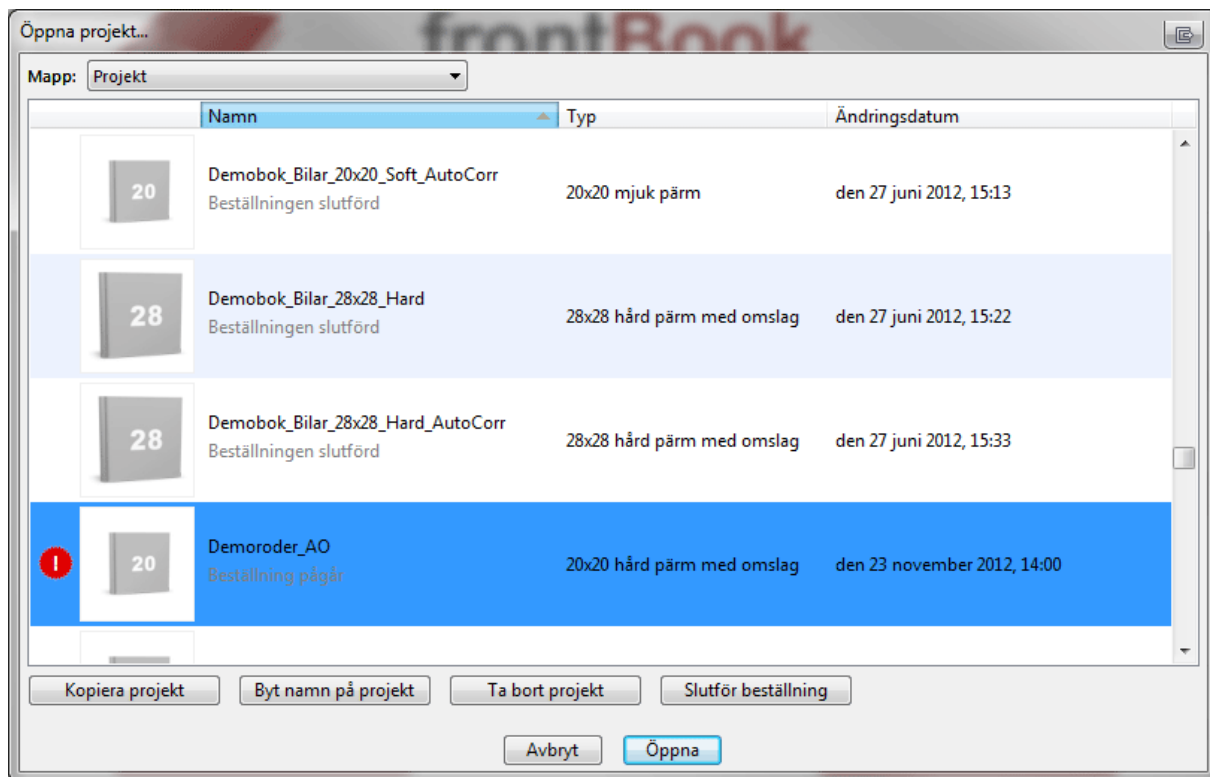 frontBook
Öppna projekt...
Mapp: Projekt
Namn Typ Ändringsdatum
20
Demobok_Bilar_20x20_Soft_AutoCorr
Beställningen slutförd
20x20 mjuk pärm
den 27 juni 2012, 15:13
28
Demobok_Bilar_28x28_Hard
Beställningen slutförd
28x28 hård pärm med omslag
den 27 juni 2012, 15:22
28
Demobok_Bilar_28x28_Hard_AutoCorr
Beställningen slutförd
28x28 hård pärm med omslag
den 27 juni 2012, 15:33
!
20
Demoroder_AO
Beställning pågår
20x20 hård pärm med omslag
den 23 november 2012, 14:00
Kopiera projekt Byt namn på projekt Ta bort projekt Slutför beställning
Avbryt Öppna